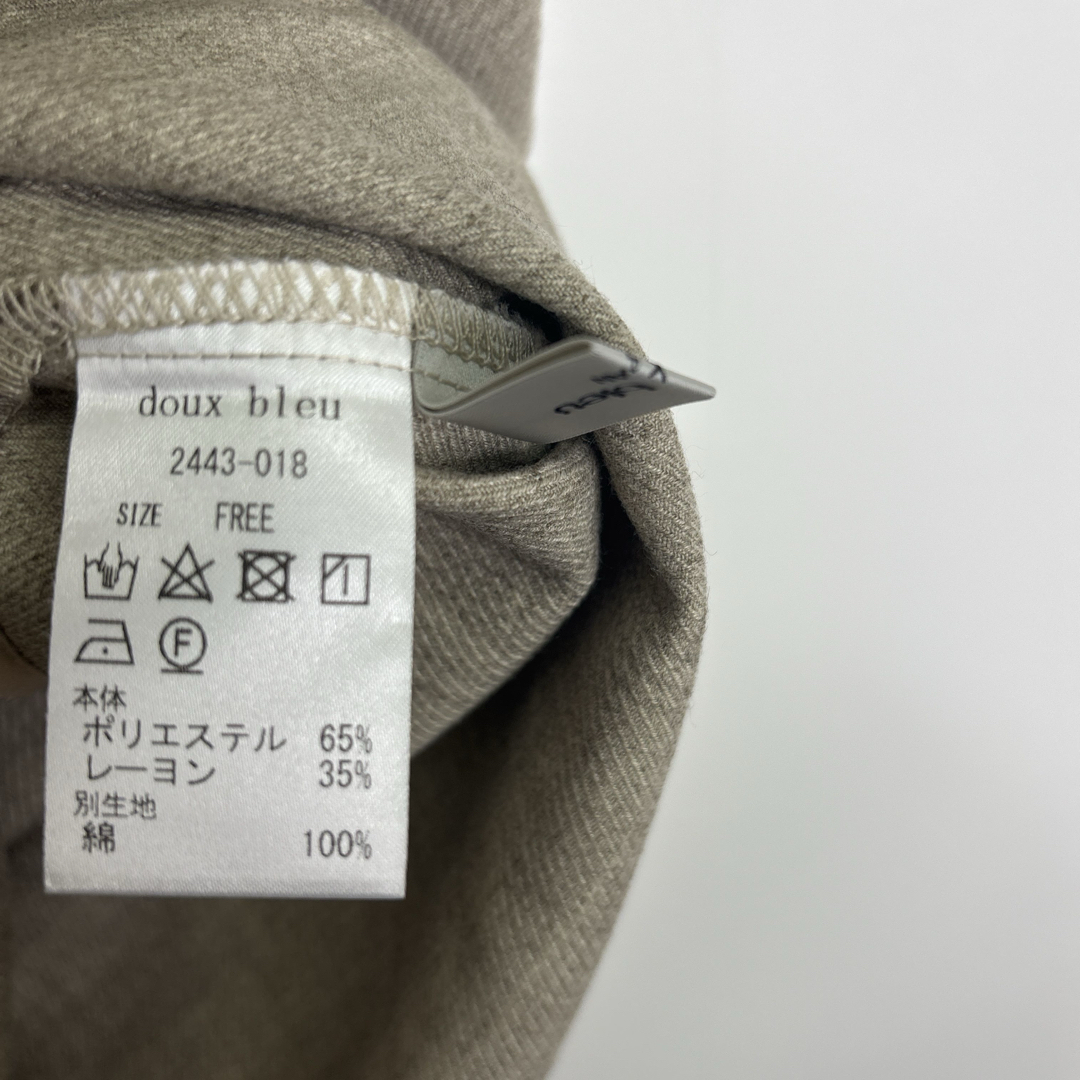 doux bleu
2443-018
SIZE FREE
F
本体
ポリエステル 65%
レーヨン 35%
別生地
綿 100%
bleu